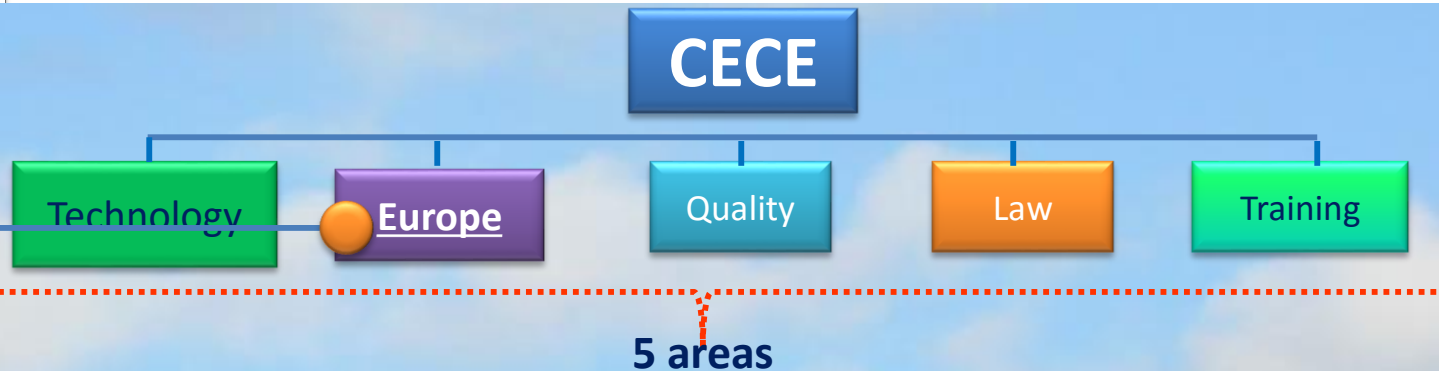 CECE
Technology
Europe
Quality
Law
Training
5 areas